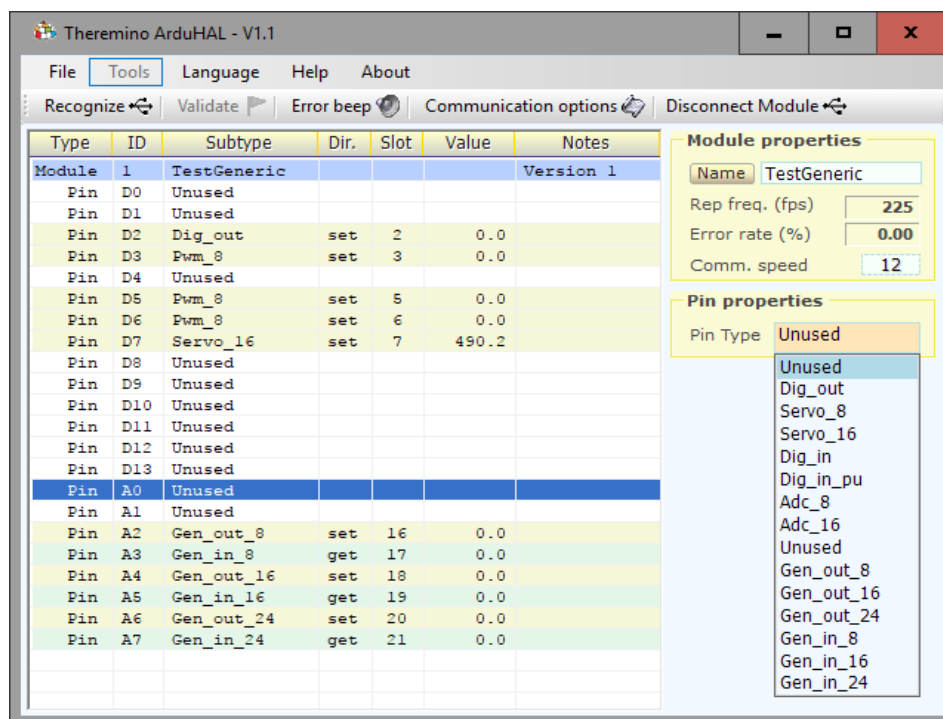 Theremino ArduHAL - V1.1
File Tools Language Help About
Recognize Validate Error beep Communication options Disconnect Module
Type ID Subtype Dir. Slot Value Notes
Module 1 TestGeneric Version 1
Pin D0 Unused
Pin D1 Unused
Pin D2 Dig_out set 2 0.0
Pin D3 Pwm_8 set 3 0.0
Pin D4 Unused
Pin D5 Pwm_8 set 5 0.0
Pin D6 Pwm_8 set 6 0.0
Pin D7 Servo_16 set 7 490.2
Pin D8 Unused
Pin D9 Unused
Pin D10 Unused
Pin D11 Unused
Pin D12 Unused
Pin D13 Unused
Pin A0 Unused
Pin A1 Unused
Pin A2 Gen_out_8 set 16 0.0
Pin A3 Gen_in_8 get 17 0.0
Pin A4 Gen_out_16 set 18 0.0
Pin A5 Gen_in_16 get 19 0.0
Pin A6 Gen_out_24 set 20 0.0
Pin A7 Gen_in_24 get 21 0.0
Module properties
Name TestGeneric
Rep freq. (fps) 225
Error rate (%) 0.00
Comm. speed 12
Pin properties
Pin Type Unused
Unused
Dig_out
Servo_8
Servo_16
Dig_in
Dig_in_pu
Adc_8
Adc_16
Unused
Gen_out_8
Gen_out_16
Gen_out_24
Gen_in_8
Gen_in_16
Gen_in_24